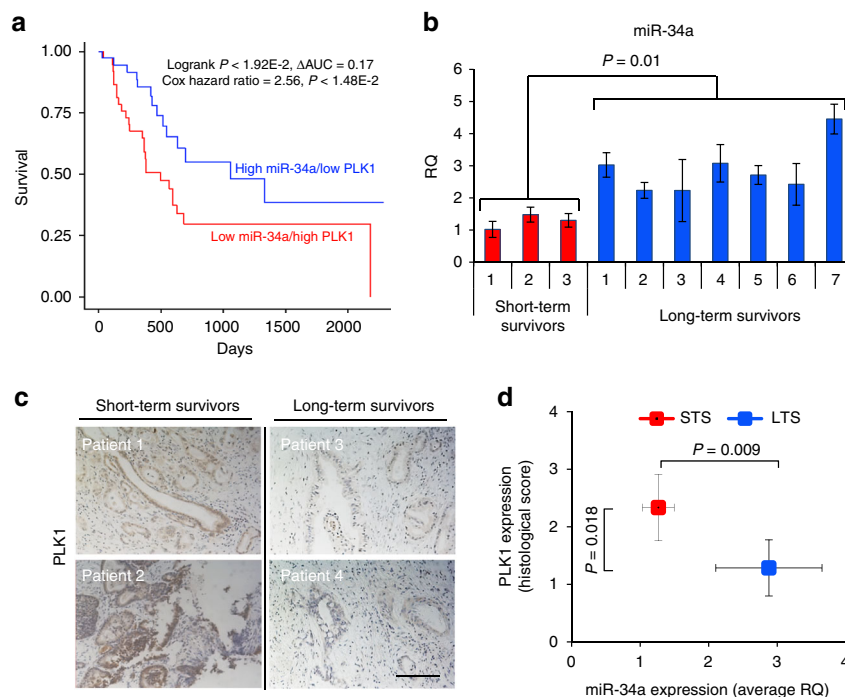 a
Logrank P < 1.92E-2, ΔAUC = 0.17
Cox hazard ratio = 2.56, P < 1.48E-2
1.00
0.75
0.50
0.25
0.00
Survival
High miR-34a/low PLK1
Low miR-34a/high PLK1
0 500 1000 1500 2000
Days
b
miR-34a
P = 0.01
RQ
6
5
4
3
2
1
0
1 2 3 1 2 3 4 5 6 7
Short-term
survivors
Long-term survivors
c
Short-term survivors
Long-term survivors
PLK1
Patient 1
Patient 3
Patient 2
Patient 4
d
STS
LTS
P = 0.009
P = 0.018
PLK1 expression
(histological score)
4
3
2
1
0
0 1 2 3 4
miR-34a expression (average RQ)